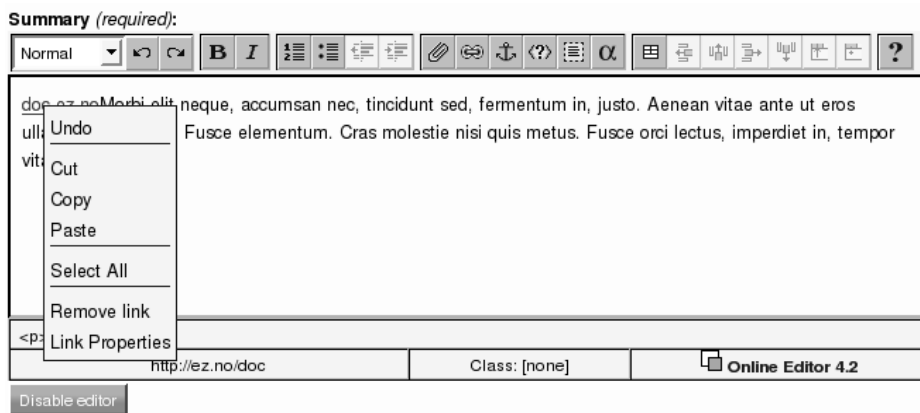 Summary (required):
Normal B I <?> α ?
doc.ez.noMorbi elit neque, accumsan nec, tincidunt sed, fermentum in, justo. Aenean vitae ante ut eros
ulla Fusce elementum. Cras molestie nisi quis metus. Fusce orci lectus, imperdiet in, tempor
vita
Undo
Cut
Copy
Paste
Select All
Remove link
Link Properties
<p>
http://ez.no/doc Class: [none] Online Editor 4.2
Disable editor